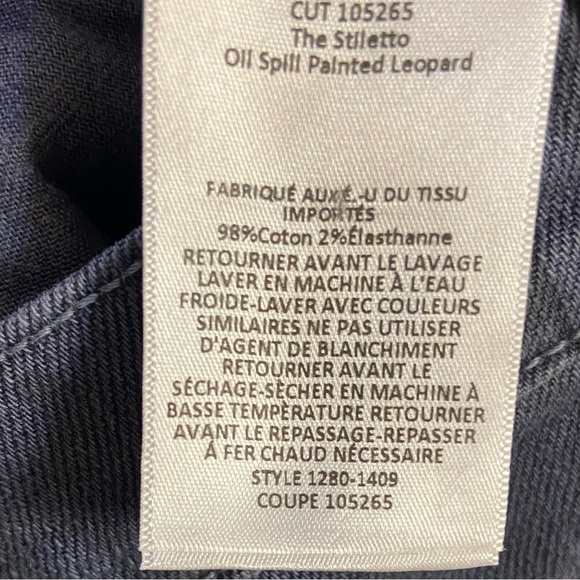 CUT 105265
The Stiletto
Oil Spill Painted Leopard
FABRIQUÉ AUX É.-U DU TISSU
IMPORTÉS
98%Coton 2%Élasthanne
RETOURNER AVANT LE LAVAGE
LAVER EN MACHINE À L'EAU
FROIDE-LAVER AVEC COULEURS
SIMILAIRES NE PAS UTILISER
D'AGENT DE BLANCHIMENT
RETOURNER AVANT LE
SÉCHAGE-SÈCHER EN MACHINE À
BASSE TEMPÉRATURE RETOURNER
AVANT LE REPASSAGE-REPASSER
À FER CHAUD NÉCESSAIRE
STYLE 1280-1409
COUPE 105265